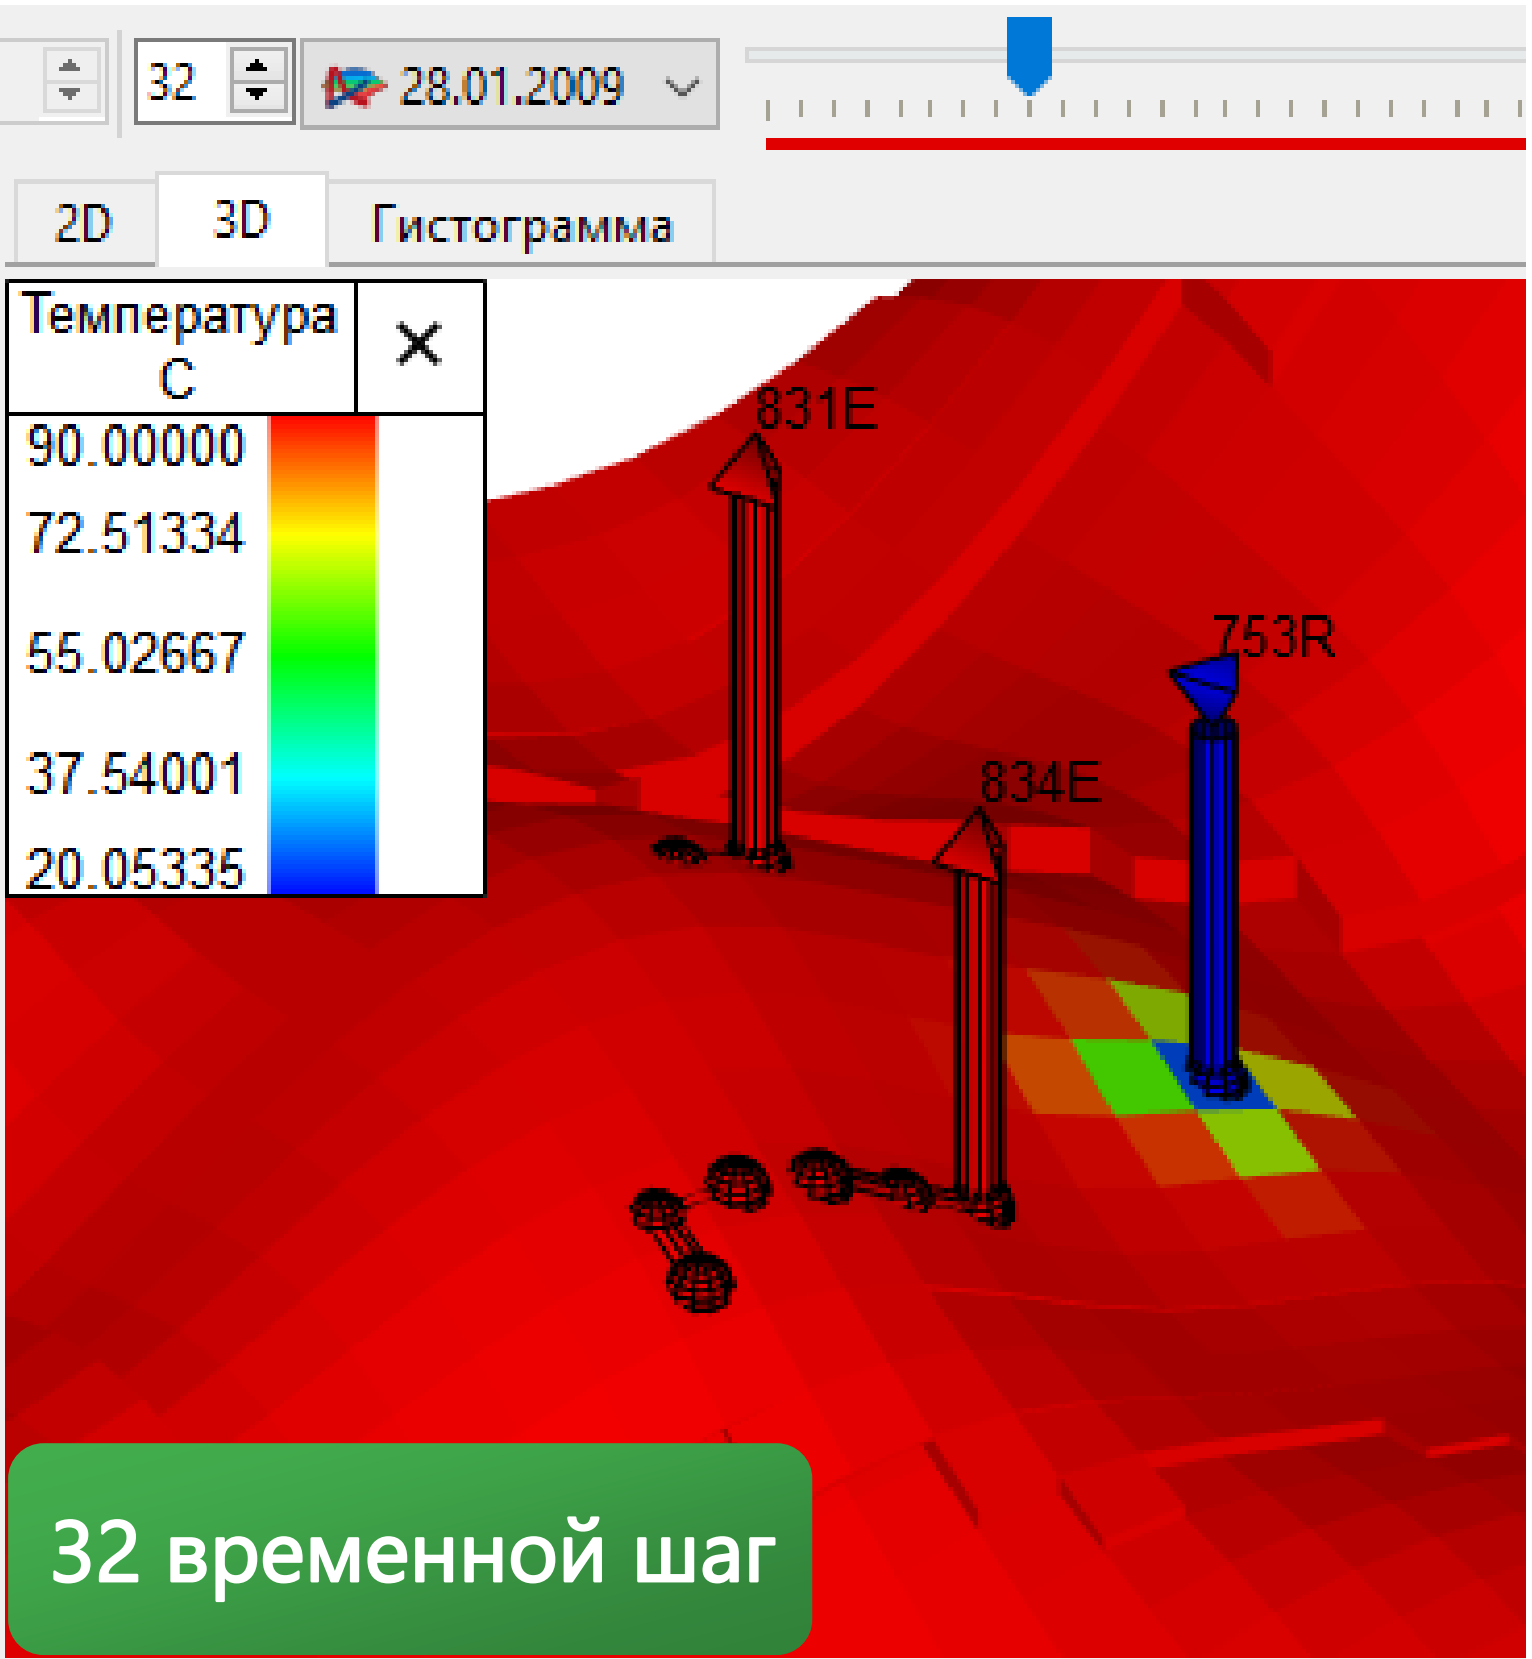 32
28.01.2009
2D 3D Гистограмма
Температура
C
90.00000
72.51334
55.02667
37.54001
20.05335
831E
753R
834E
32 временной шаг